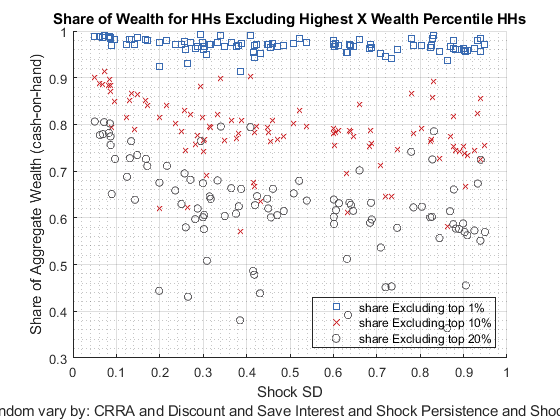 Share of Wealth for HHs Excluding Highest X Wealth Percentile HHs
Share of Aggregate Wealth (cash-on-hand)
1
0.9
0.8
0.7
0.6
0.5
0.4
0.3
0
0.1
0.2
0.3
0.4
0.5
0.6
0.7
0.8
0.9
1
share Excluding top 1%
share Excluding top 10%
share Excluding top 20%
Shock SD
ndom vary by: CRRA and Discount and Save Interest and Shock Persistence and Shoc